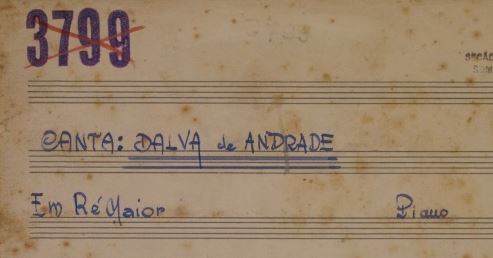 3799
CANTA: DALVA de ANDRADE
Em Ré Maior
Piano